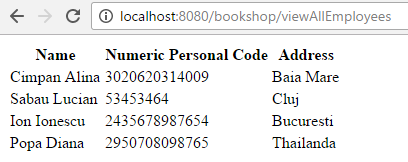 localhost:8080/bookshop/viewAllEmployees
Name Numeric Personal Code Address
Cimpan Alina 3020620314009 Baia Mare
Sabau Lucian 53453464 Cluj
Ion Ionescu 2435678987654 Bucuresti
Popa Diana 2950708098765 Thailanda